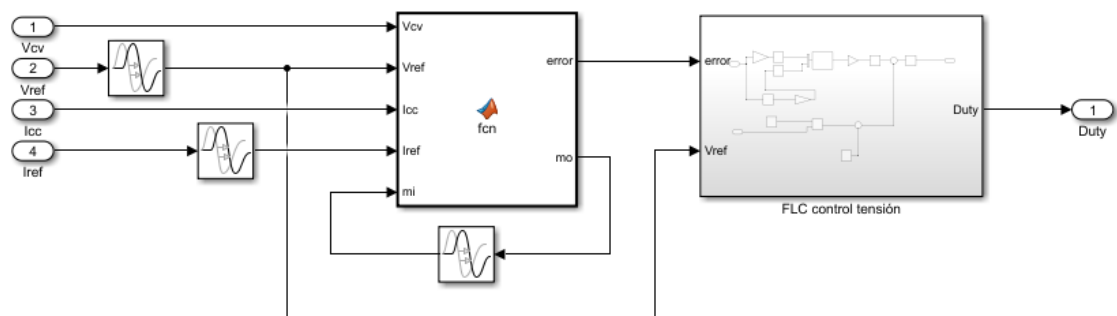 1
Vcv
2
Vref
3
Icc
4
Iref
Vcv
Vref
Icc
Iref
mi
fcn
error
mo
error
Vref
Duty
FLC control tensión
1
Duty